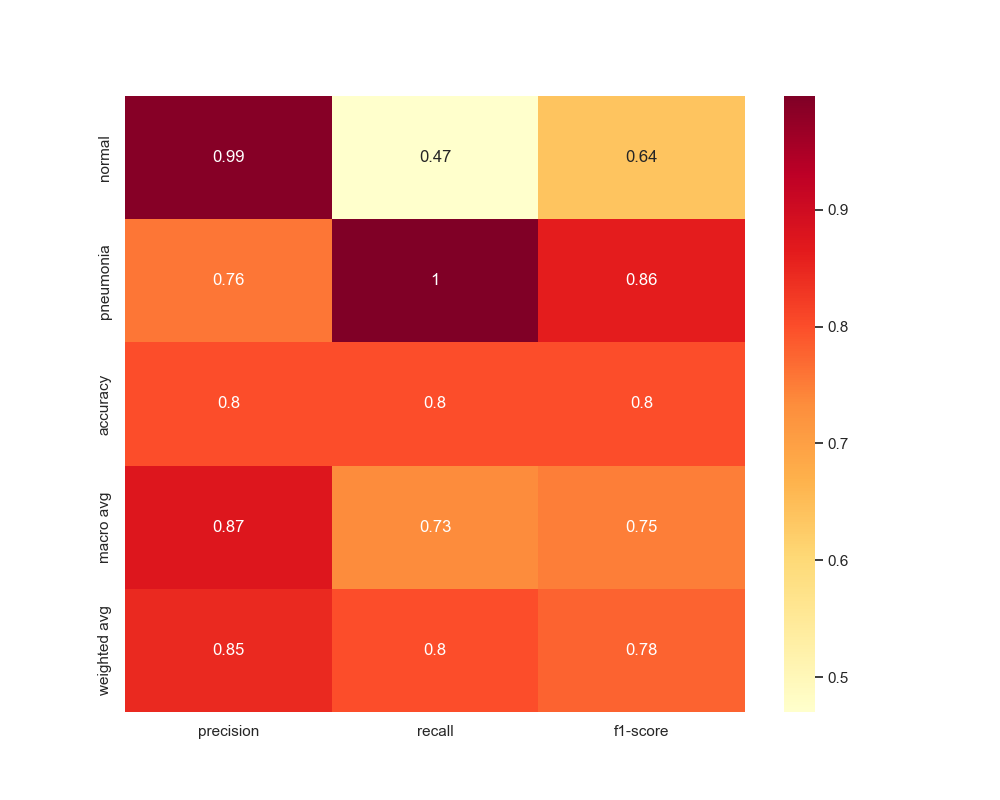 normal 0.99 0.47 0.64
pneumonia 0.76 1 0.86
accuracy 0.8 0.8 0.8
macro avg 0.87 0.73 0.75
weighted avg 0.85 0.8 0.78
precision recall f1-score
0.9
0.8
0.7
0.6
0.5